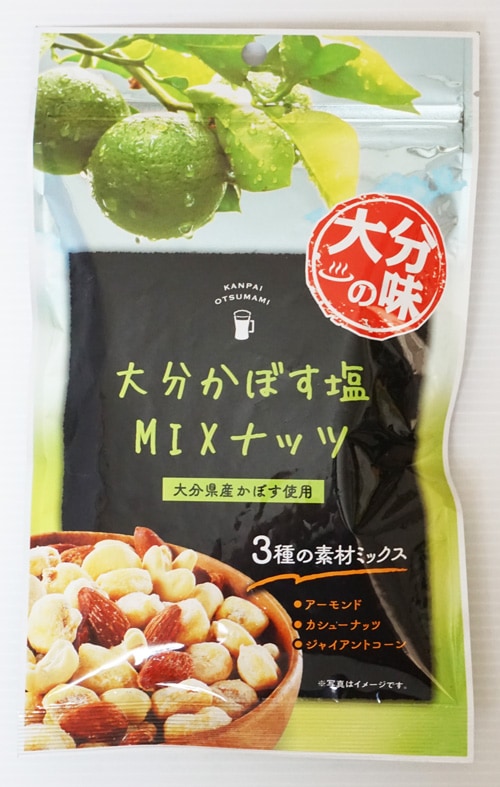 大分
の味
KANPAI
OTSUMAMI
大分かぼす塩
MIXナッツ
大分県産かぼす使用
3種の素材ミックス
●アーモンド
●カシューナッツ
●ジャイアントコーン
※写真はイメージです。